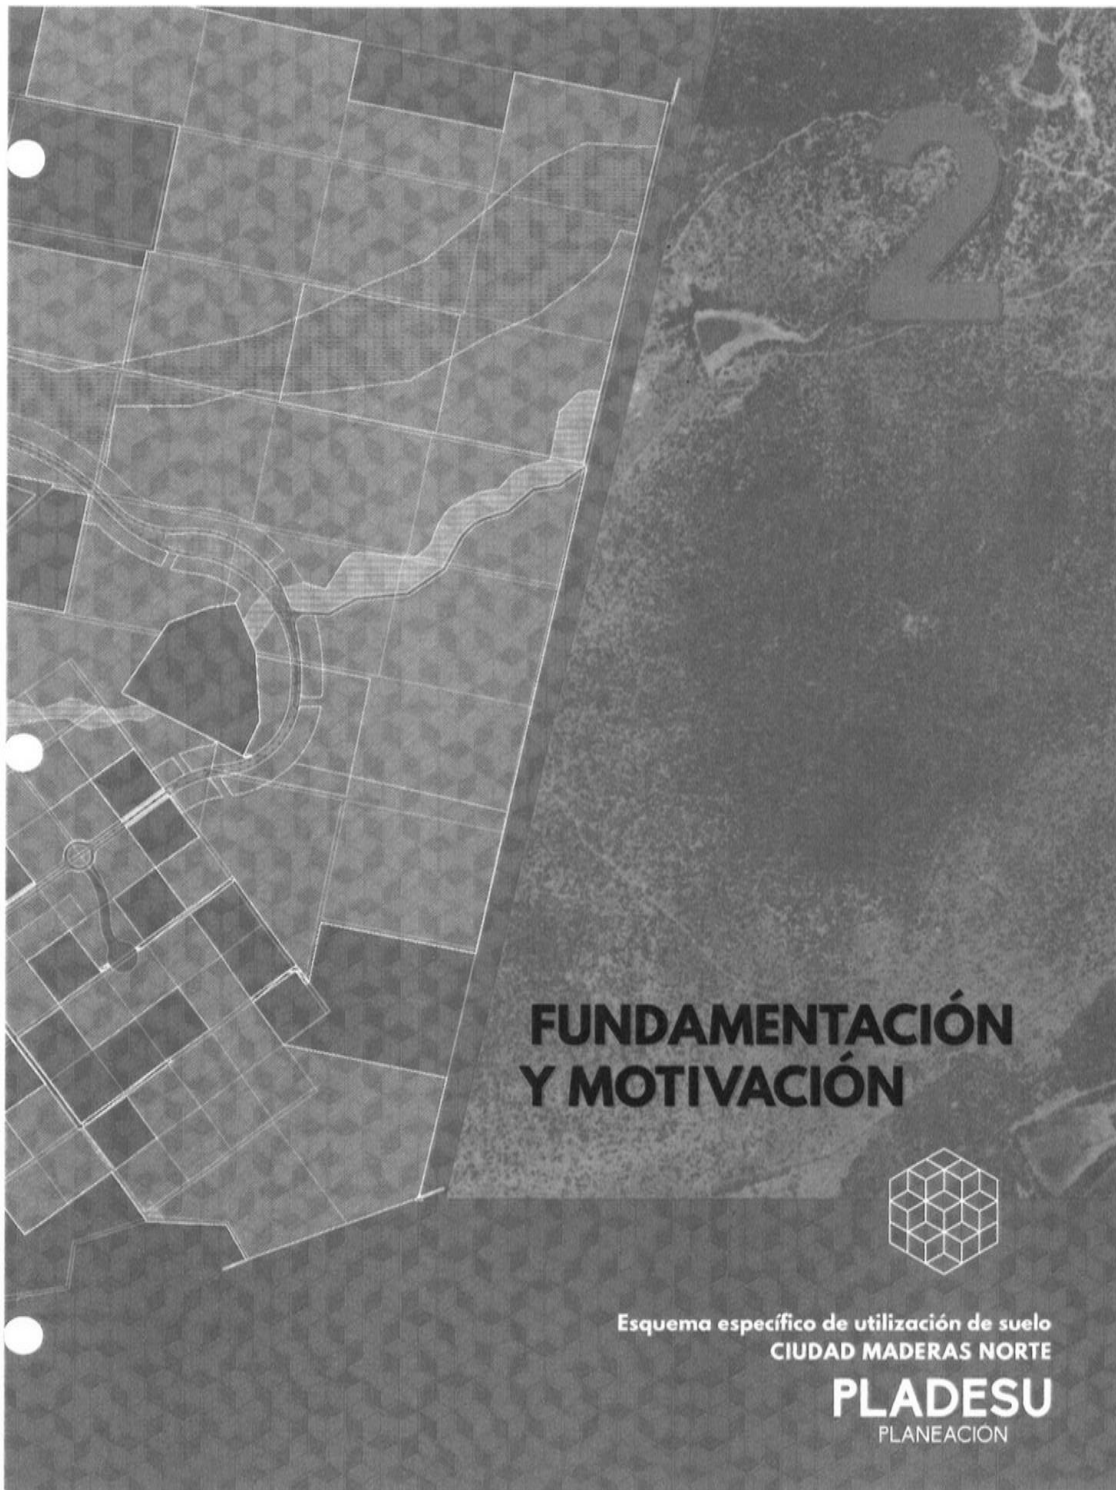 2
FUNDAMENTACIÓN
Y MOTIVACIÓN
Esquema específico de utilización de suelo
CIUDAD MADERAS NORTE
PLADESU
PLANEACIÓN